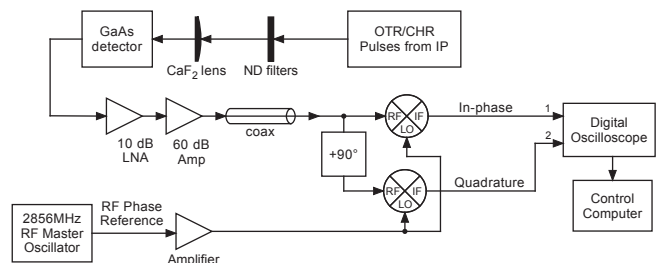 GaAs
detector
CaF2 lens
ND filters
OTR/CHR
Pulses from IP
10 dB
LNA
60 dB
Amp
coax
+90°
RF
IF
LO
In-phase
1
2
Digital
Oscilloscope
RF
IF
LO
Quadrature
Control
Computer
2856MHz
RF Master
Oscillator
RF Phase
Reference
Amplifier